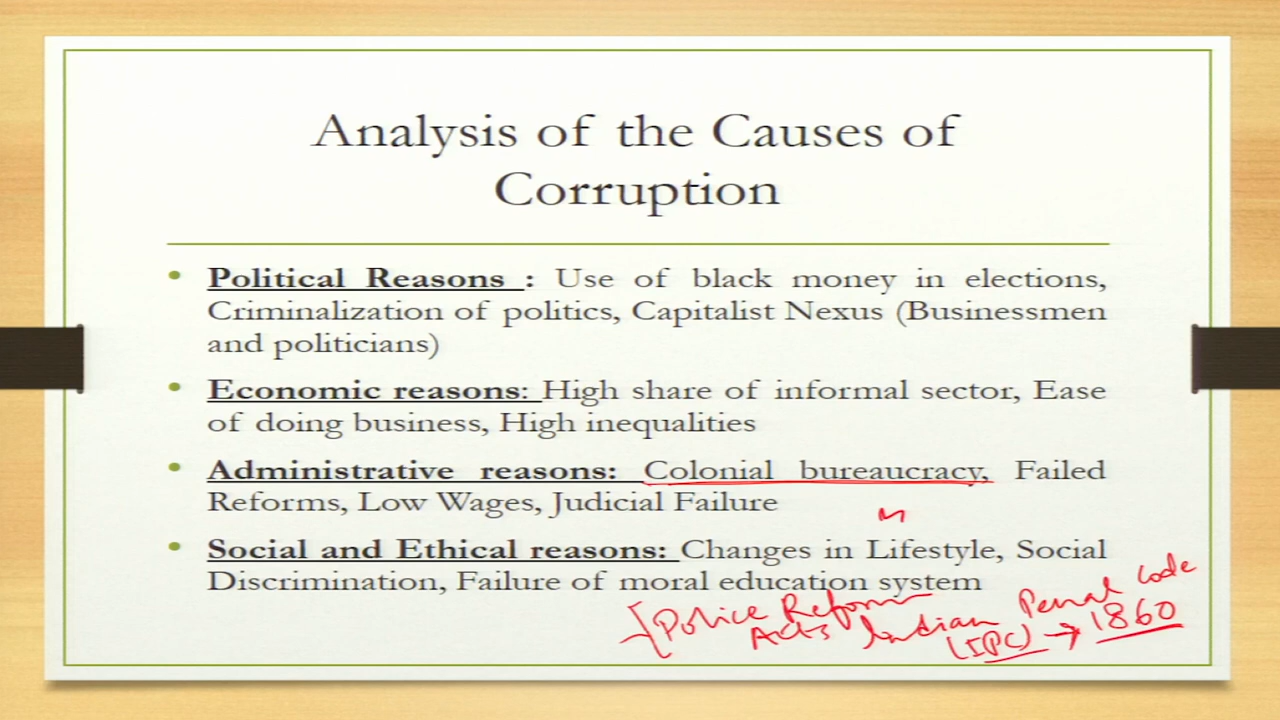 Analysis of the Causes of
Corruption
• Political Reasons : Use of black money in elections,
Criminalization of politics, Capitalist Nexus (Businessmen
and politicians)
• Economic reasons: High share of informal sector, Ease
of doing business, High inequalities
• Administrative reasons: Colonial bureaucracy, Failed
Reforms, Low Wages, Judicial Failure
• Social and Ethical reasons: Changes in Lifestyle, Social
Discrimination, Failure of moral education system
Police Reforms
Acts Indian Penal Code
(IPC) → 1860